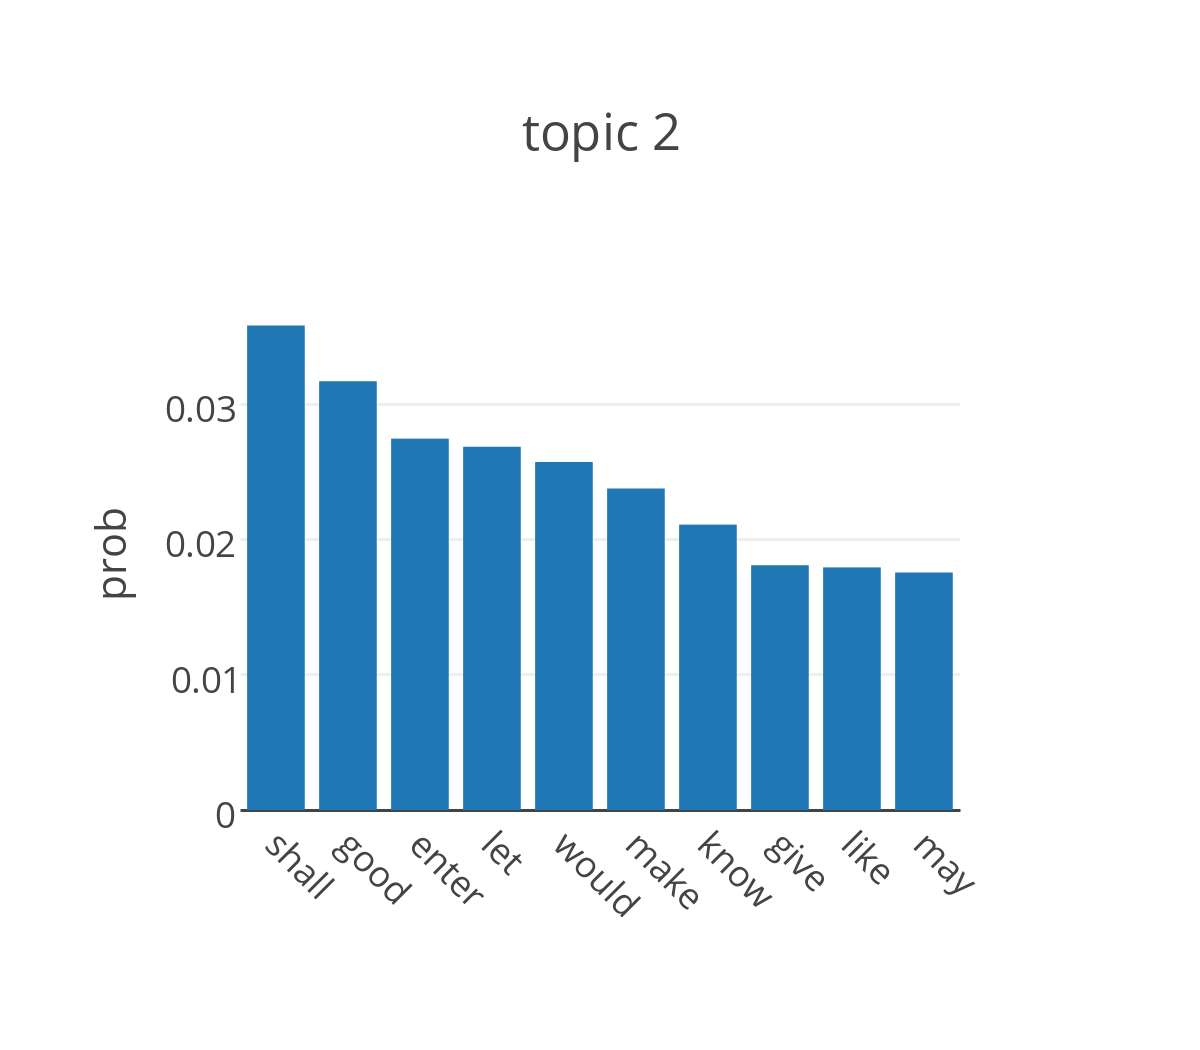 topic 2
prob
0.03
0.02
0.01
0
shall
good
enter
let
would
make
know
give
like
may